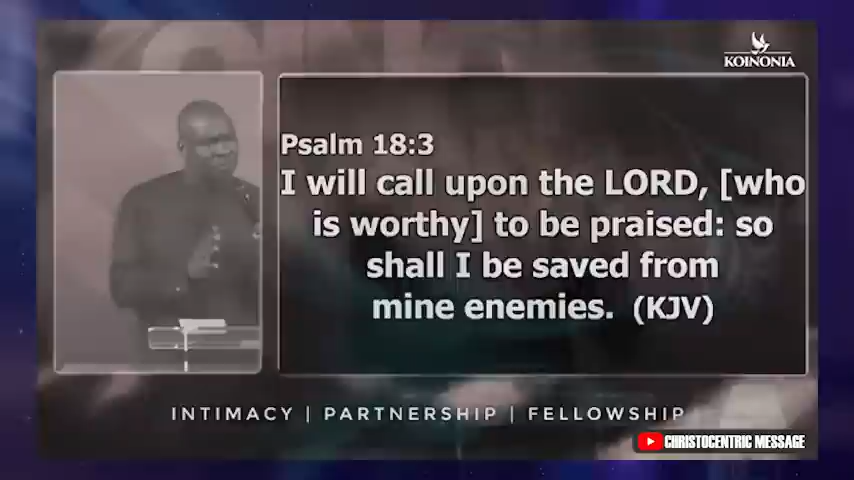 KOINONIA
Psalm 18:3
I will call upon the LORD, [who
is worthy] to be praised: so
shall I be saved from
mine enemies. (KJV)
INTIMACY | PARTNERSHIP | FELLOWSHIP
CHRISTOCENTRIC MESSAGE